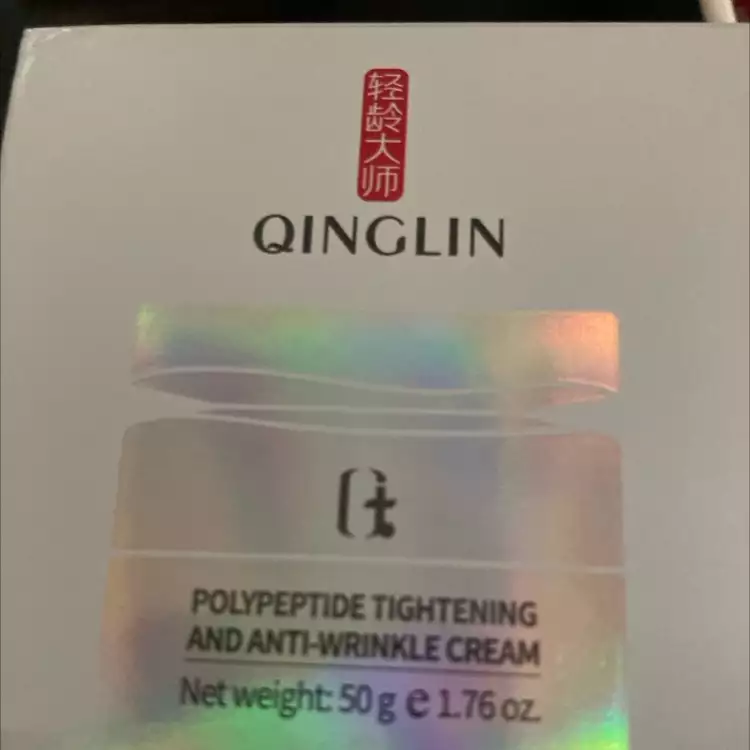 轻龄大师
QINGLIN
POLYPEPTIDE TIGHTENING
AND ANTI-WRINKLE CREAM
Net weight: 50 g e 1.76 oz.